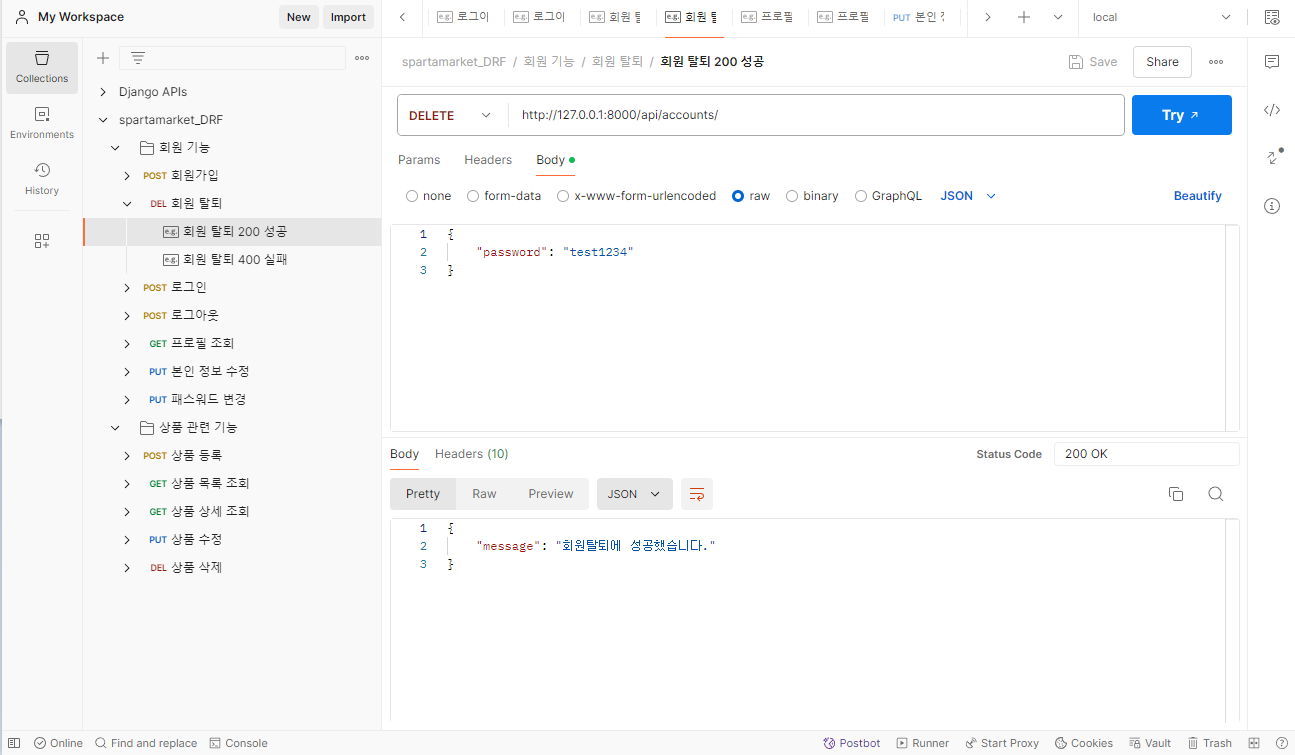 My Workspace
New
Import
e.g. 로그이
e.g. 로그이
e.g. 회원 탈
e.g. 회원 탈
e.g. 프로필
e.g. 프로필
PUT 본인 정
local
Collections
Environments
History
Django APIs
spartamarket_DRF
회원 기능
POST 회원가입
DEL 회원 탈퇴
e.g. 회원 탈퇴 200 성공
e.g. 회원 탈퇴 400 실패
POST 로그인
POST 로그아웃
GET 프로필 조회
PUT 본인 정보 수정
PUT 패스워드 변경
상품 관련 기능
POST 상품 등록
GET 상품 목록 조회
GET 상품 상세 조회
PUT 상품 수정
DEL 상품 삭제
spartamarket_DRF / 회원 기능 / 회원 탈퇴 / 회원 탈퇴 200 성공
Save
Share
DELETE
http://127.0.0.1:8000/api/accounts/
Try
Params
Headers
Body
none
form-data
x-www-form-urlencoded
raw
binary
GraphQL
JSON
Beautify
1 {
2 "password": "test1234"
3 }
Body
Headers (10)
Status Code
200 OK
Pretty
Raw
Preview
JSON
1 {
2 "message": "회원탈퇴에 성공했습니다."
3 }
Online
Find and replace
Console
Postbot
Runner
Start Proxy
Cookies
Vault
Trash